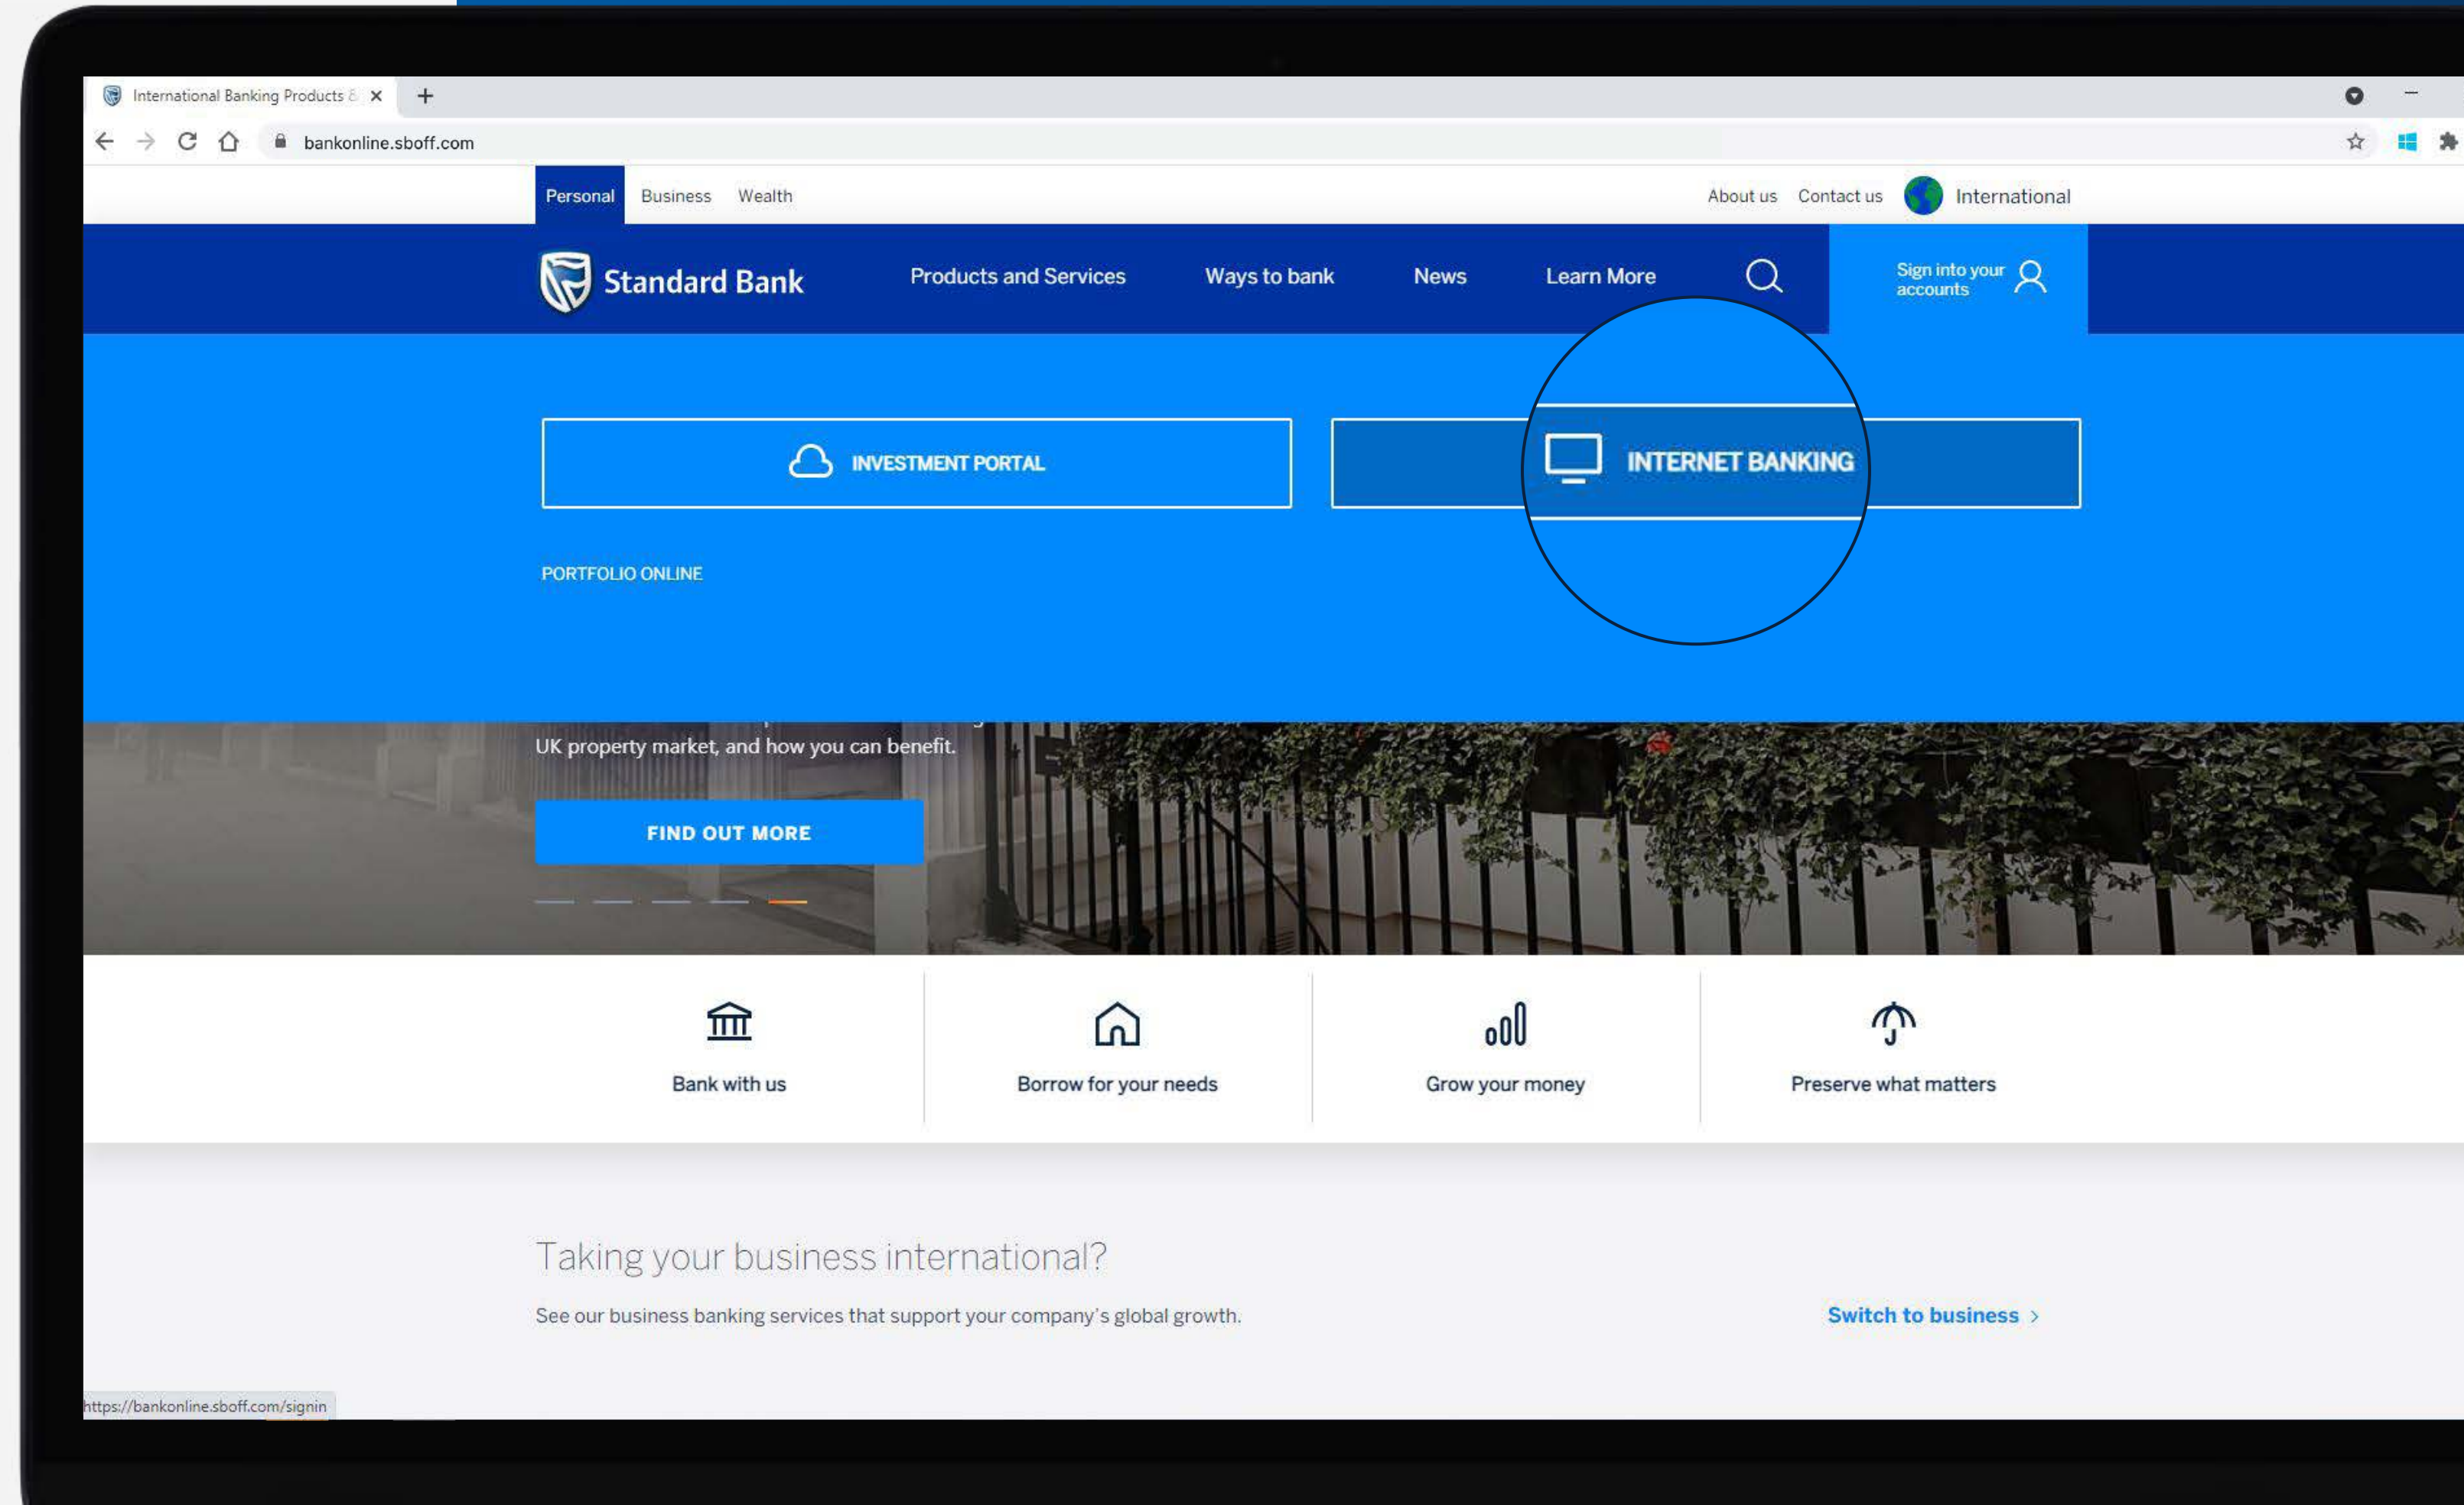 International Banking Products &
bankonline.sboff.com
Personal Business Wealth
About us Contact us International
Standard Bank
Products and Services Ways to bank News Learn More
Sign into your
accounts
INVESTMENT PORTAL
INTERNET BANKING
PORTFOLIO ONLINE
UK property market, and how you can benefit.
FIND OUT MORE
Bank with us
Borrow for your needs
Grow your money
Preserve what matters
Taking your business international?
See our business banking services that support your company's global growth.
Switch to business >
https://bankonline.sboff.com/signin